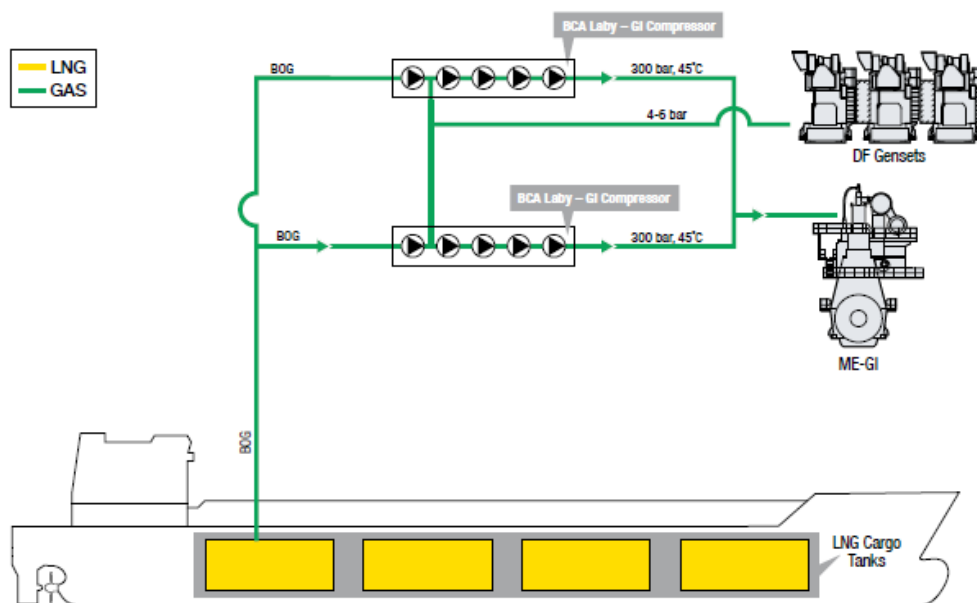 BCA Laby – GI Compressor
LNG
GAS
BOG
300 bar, 45°C
4-6 bar
DF Gensets
BCA Laby – GI Compressor
BOG
300 bar, 45°C
ME-GI
BOG
LNG Cargo
Tanks